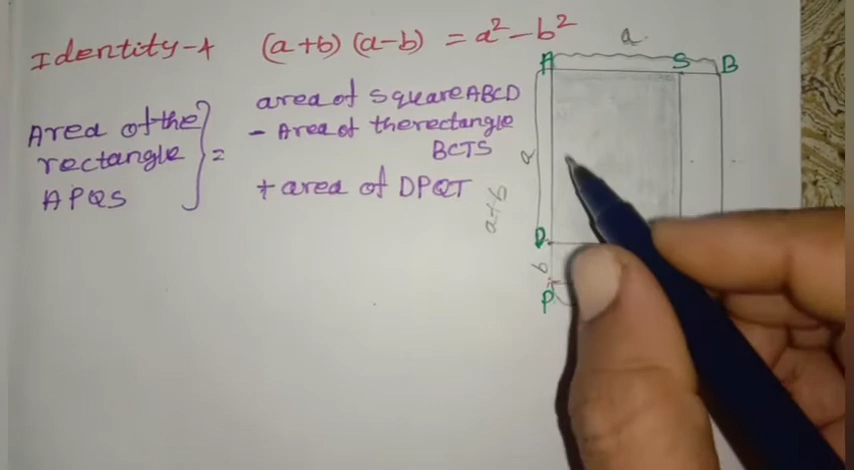 Identity-4 (a+b) (a-b) = a² - b²
Area of the
rectangle
APQS
=
area of square ABCD
- Area of the rectangle
BCTS
+ area of DPQT
a
A S B
a
a+b
D
b
P